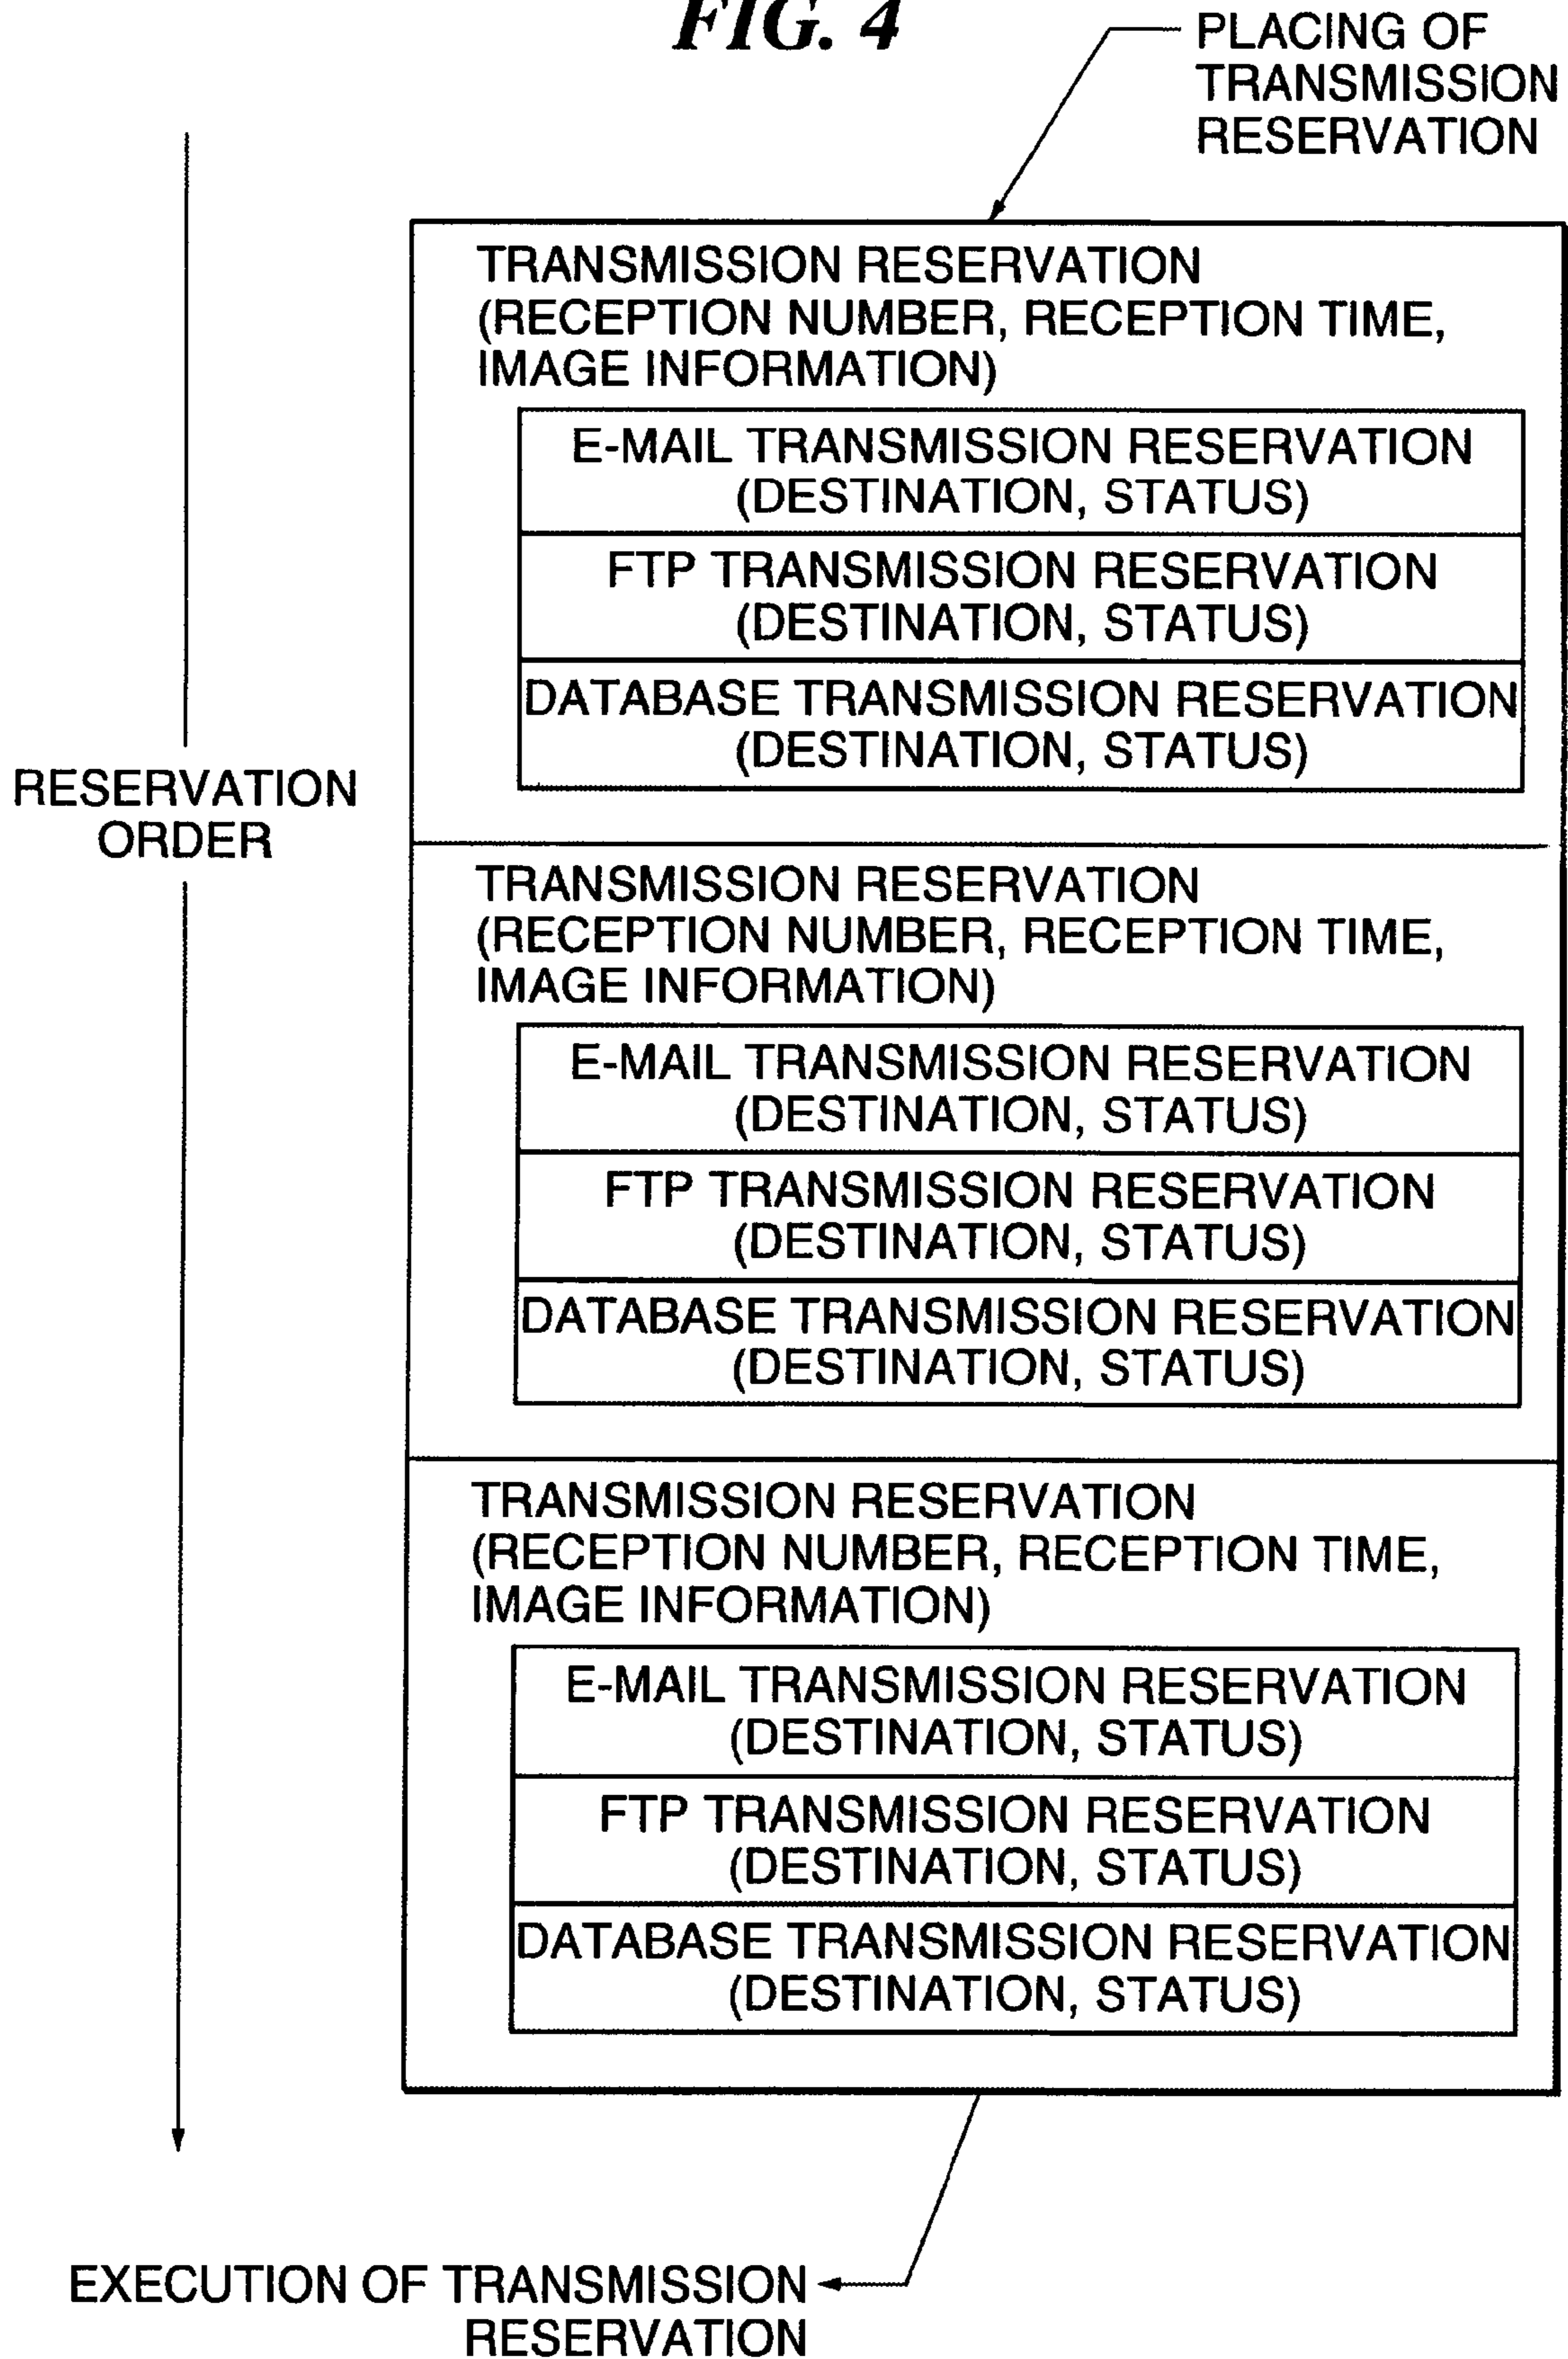 FIG. 4
PLACING OF
TRANSMISSION
RESERVATION
TRANSMISSION RESERVATION
(RECEPTION NUMBER, RECEPTION TIME,
IMAGE INFORMATION)
E-MAIL TRANSMISSION RESERVATION
(DESTINATION, STATUS)
FTP TRANSMISSION RESERVATION
(DESTINATION, STATUS)
DATABASE TRANSMISSION RESERVATION
(DESTINATION, STATUS)
RESERVATION
ORDER
TRANSMISSION RESERVATION
(RECEPTION NUMBER, RECEPTION TIME,
IMAGE INFORMATION)
E-MAIL TRANSMISSION RESERVATION
(DESTINATION, STATUS)
FTP TRANSMISSION RESERVATION
(DESTINATION, STATUS)
DATABASE TRANSMISSION RESERVATION
(DESTINATION, STATUS)
TRANSMISSION RESERVATION
(RECEPTION NUMBER, RECEPTION TIME,
IMAGE INFORMATION)
E-MAIL TRANSMISSION RESERVATION
(DESTINATION, STATUS)
FTP TRANSMISSION RESERVATION
(DESTINATION, STATUS)
DATABASE TRANSMISSION RESERVATION
(DESTINATION, STATUS)
EXECUTION OF TRANSMISSION
RESERVATION